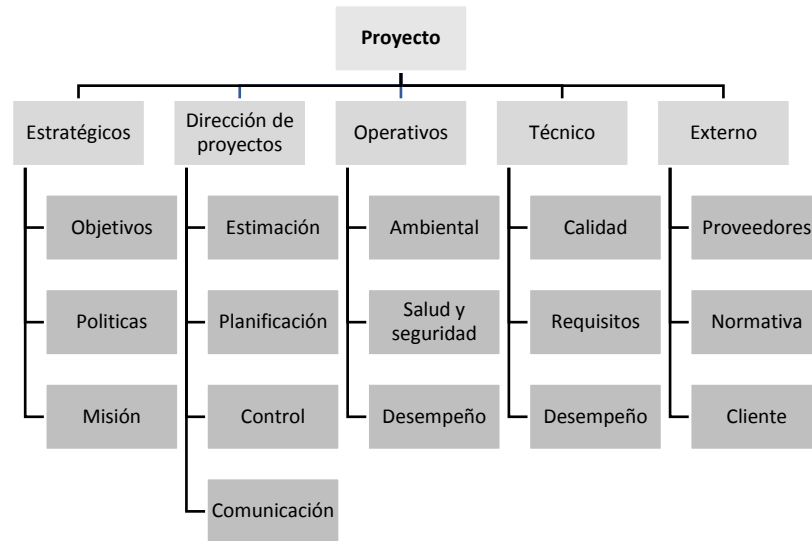 Proyecto
Estratégicos
Dirección de
proyectos
Operativos
Técnico
Externo
Objetivos
Estimación
Ambiental
Calidad
Proveedores
Politicas
Planificación
Salud y
seguridad
Requisitos
Normativa
Misión
Control
Desempeño
Desempeño
Cliente
Comunicación